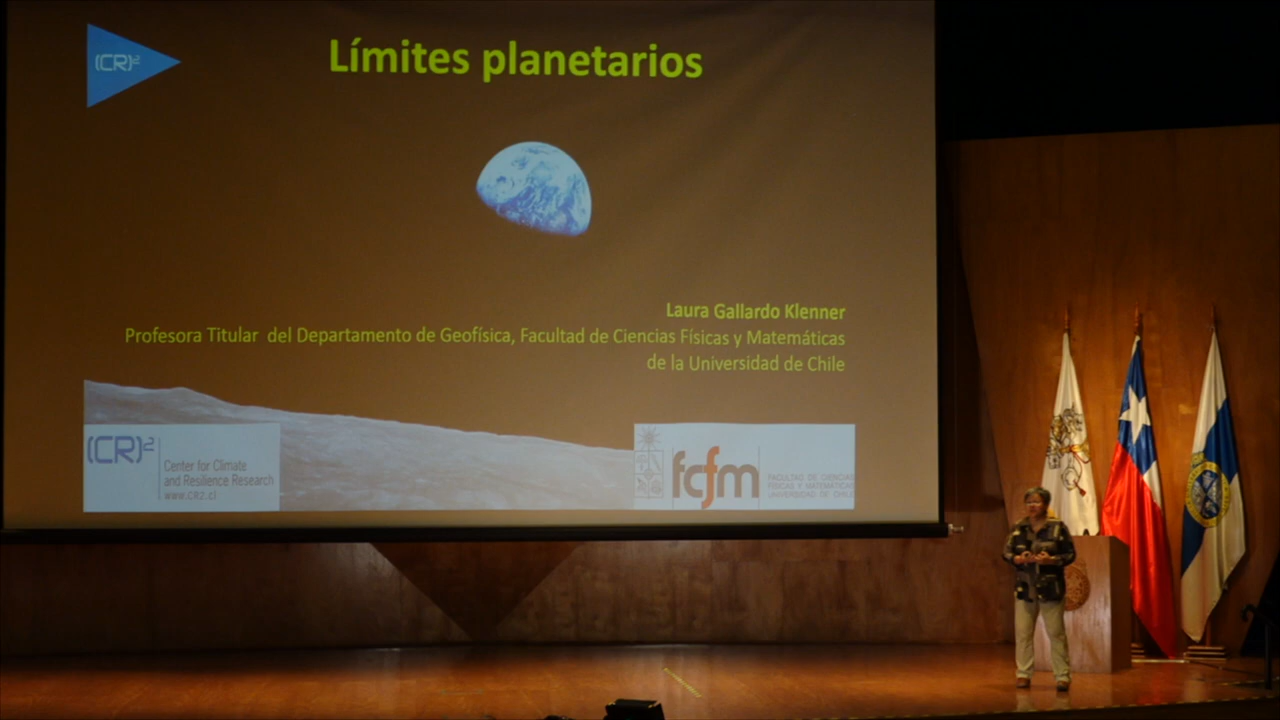 (CR)²
Límites planetarios
Laura Gallardo Klenner
Profesora Titular del Departamento de Geofísica, Facultad de Ciencias Físicas y Matemáticas
de la Universidad de Chile
(CR)²
Center for Climate
and Resilience Research
www.CR2.cl
fcfm
FACULTAD DE CIENCIAS
FÍSICAS Y MATEMÁTICAS
UNIVERSIDAD DE CHILE